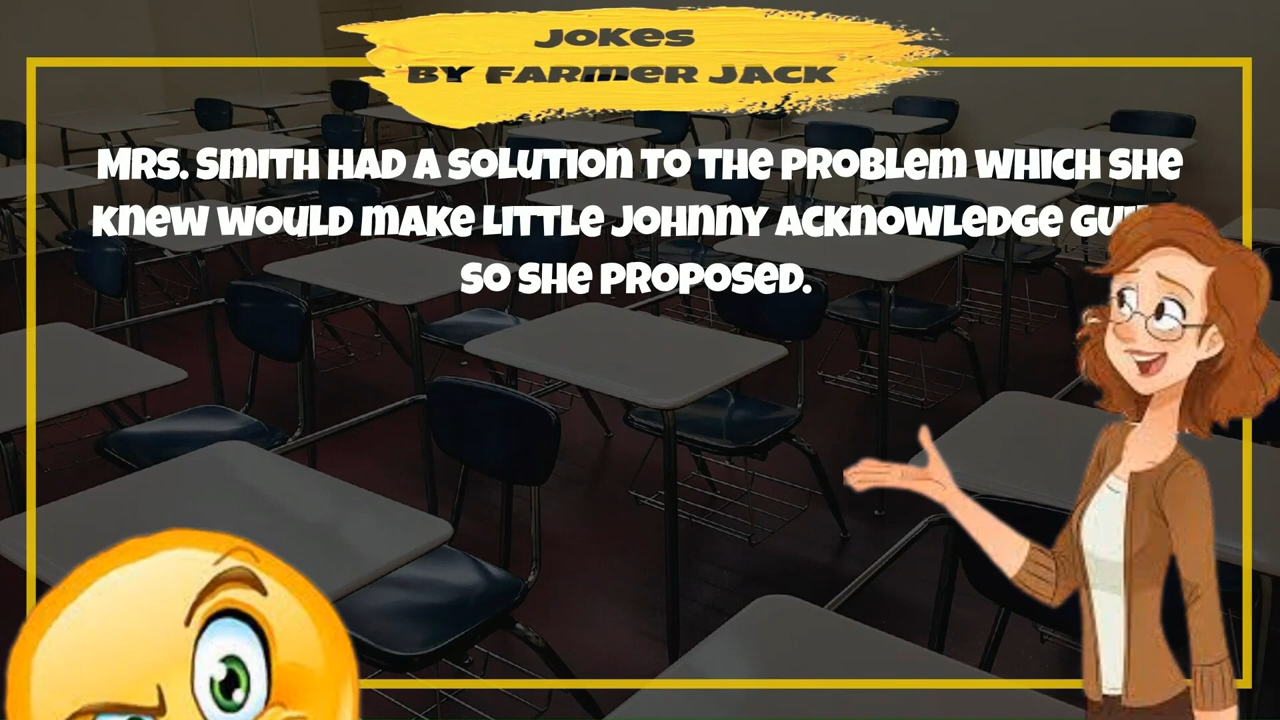 JOKES
BY FARMER JACK
MRS. SMITH HAD A SOLUTION TO THE PROBLEM WHICH SHE
KNEW WOULD MAKE LITTLE JOHNNY ACKNOWLEDGE
SO SHE PROPOSED.